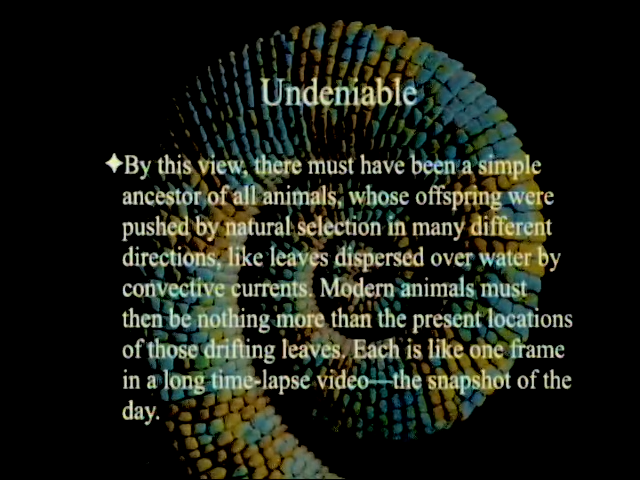 Undeniable
✦By this view, there must have been a simple
ancestor of all animals, whose offspring were
pushed by natural selection in many different
directions, like leaves dispersed over water by
convective currents. Modern animals must
then be nothing more than the present locations
of those drifting leaves. Each is like one frame
in a long time-lapse video—the snapshot of the
day.